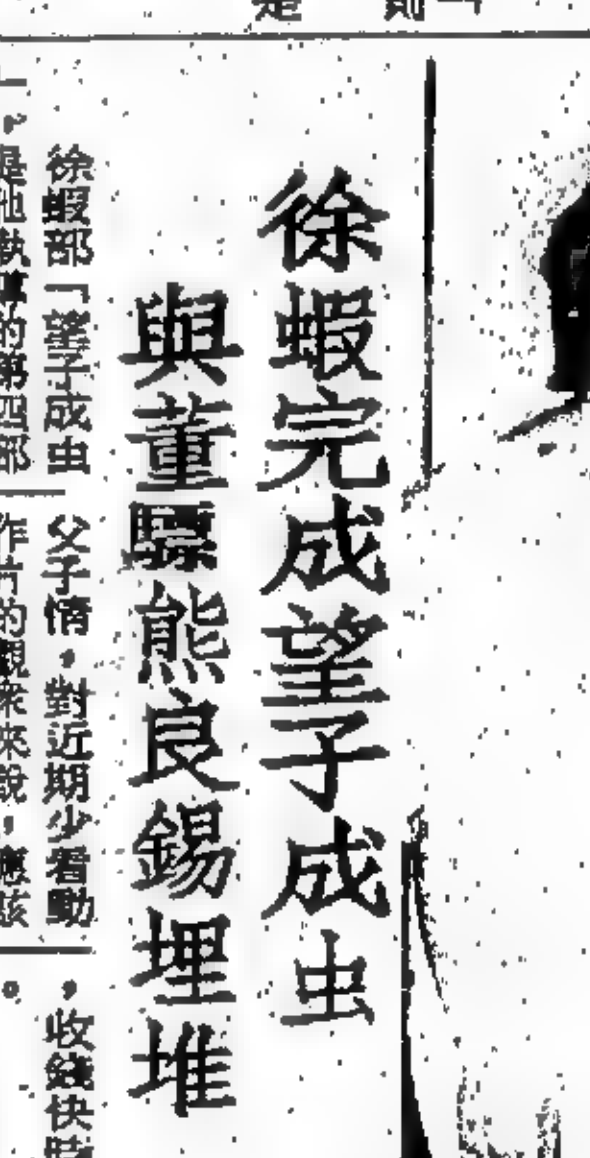 徐蝦完成望子成虫
與董驃熊良錫埋堆
徐蝦部「望子成虫
父子情，對近期少看動
，收錢快
是他執導的第四部
作片的觀衆來說，應該
。